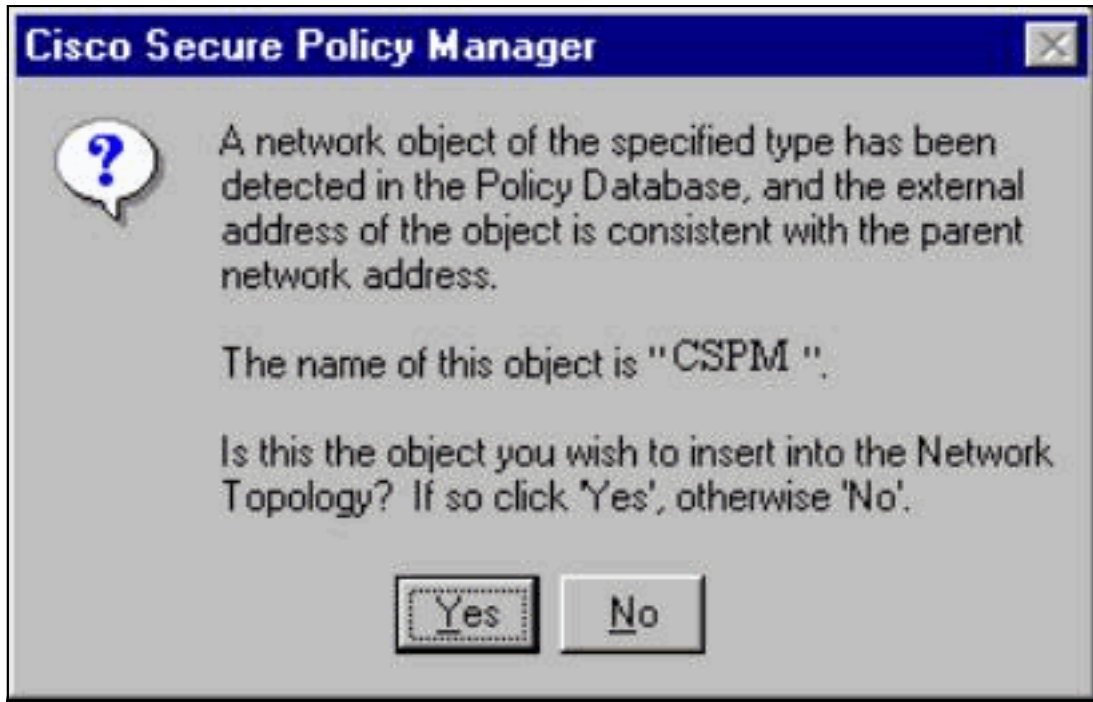 Cisco Secure Policy Manager
?
A network object of the specified type has been
detected in the Policy Database, and the external
address of the object is consistent with the parent
network address.
The name of this object is "CSPM ".
Is this the object you wish to insert into the Network
Topology? If so click 'Yes', otherwise 'No'.
Yes No